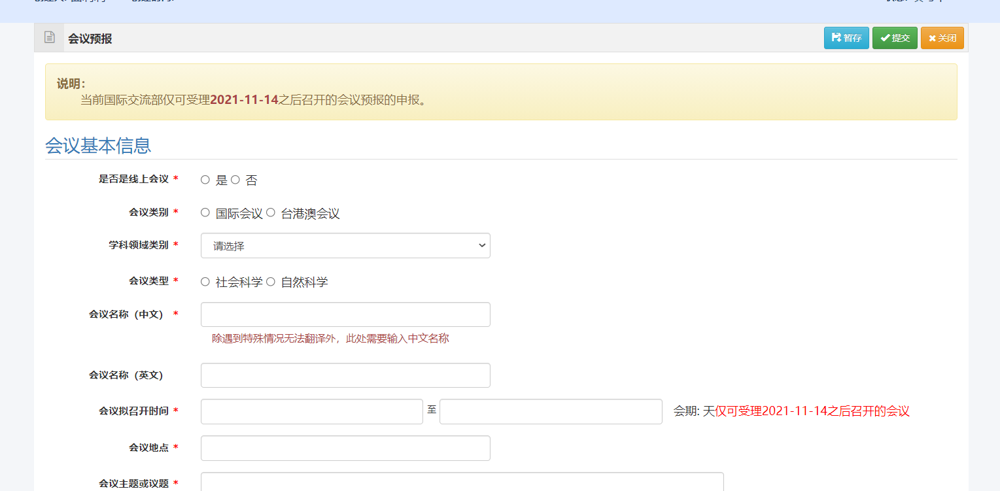 会议预报
暂存 提交 关闭
说明：
当前国际交流部仅可受理2021-11-14之后召开的会议预报的申报。
会议基本信息
是否是线上会议 * 是 否
会议类别 * 国际会议 台港澳会议
学科领域类别 * 请选择
会议类型 * 社会科学 自然科学
会议名称（中文） *
除遇到特殊情况无法翻译外，此处需要输入中文名称
会议名称（英文）
会议拟召开时间 * 至 会期: 天仅可受理2021-11-14之后召开的会议
会议地点 *
会议主题或议题 *